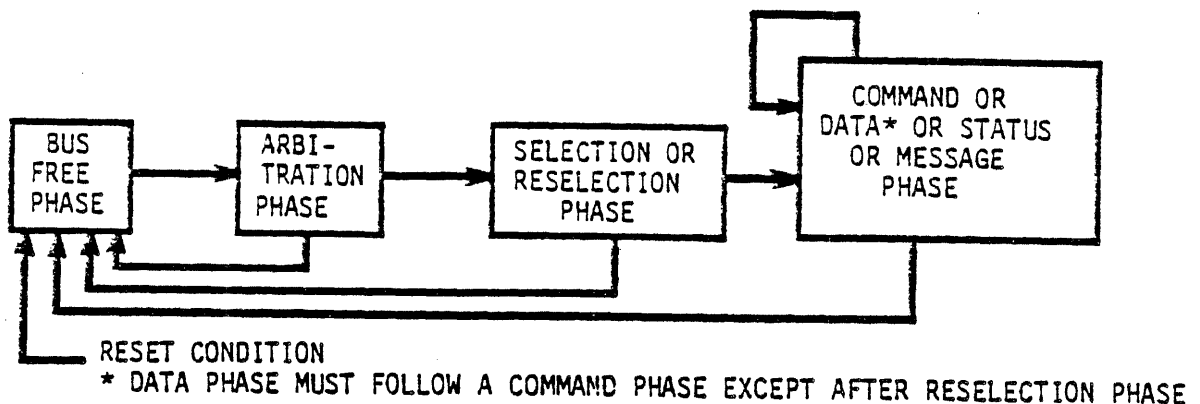 BUS
FREE
PHASE
ARBI-
TRATION
PHASE
SELECTION OR
RESELECTION
PHASE
COMMAND OR
DATA* OR STATUS
OR MESSAGE
PHASE
RESET CONDITION
* DATA PHASE MUST FOLLOW A COMMAND PHASE EXCEPT AFTER RESELECTION PHASE